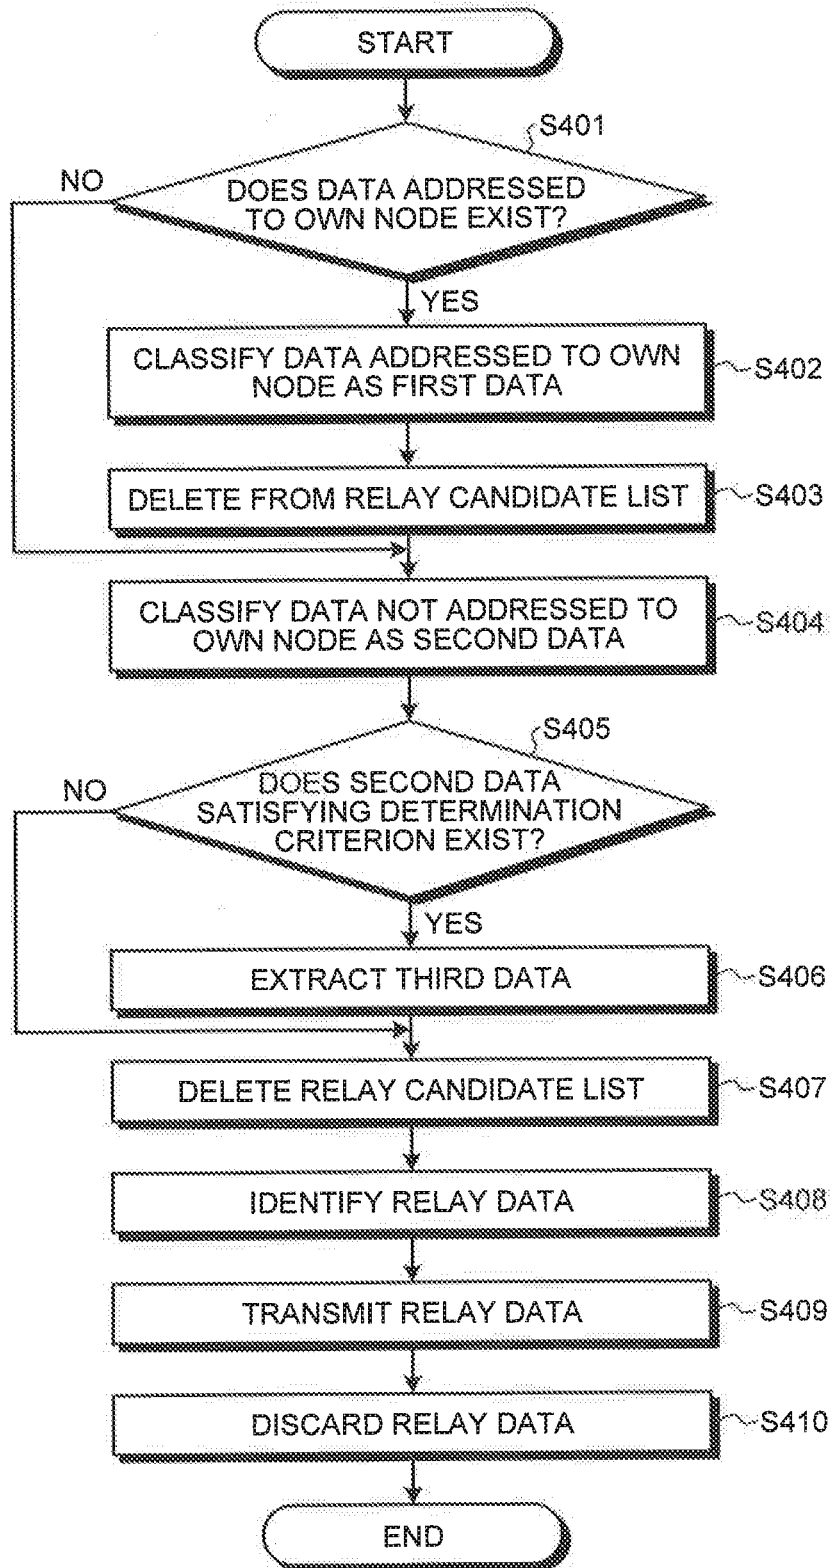 START
S401
NO
DOES DATA ADDRESSED
TO OWN NODE EXIST?
YES
CLASSIFY DATA ADDRESSED TO OWN
NODE AS FIRST DATA
S402
DELETE FROM RELAY CANDIDATE LIST
S403
CLASSIFY DATA NOT ADDRESSED TO
OWN NODE AS SECOND DATA
S404
S405
NO
DOES SECOND DATA
SATISFYING DETERMINATION
CRITERION EXIST?
YES
EXTRACT THIRD DATA
S406
DELETE RELAY CANDIDATE LIST
S407
IDENTIFY RELAY DATA
S408
TRANSMIT RELAY DATA
S409
DISCARD RELAY DATA
S410
END